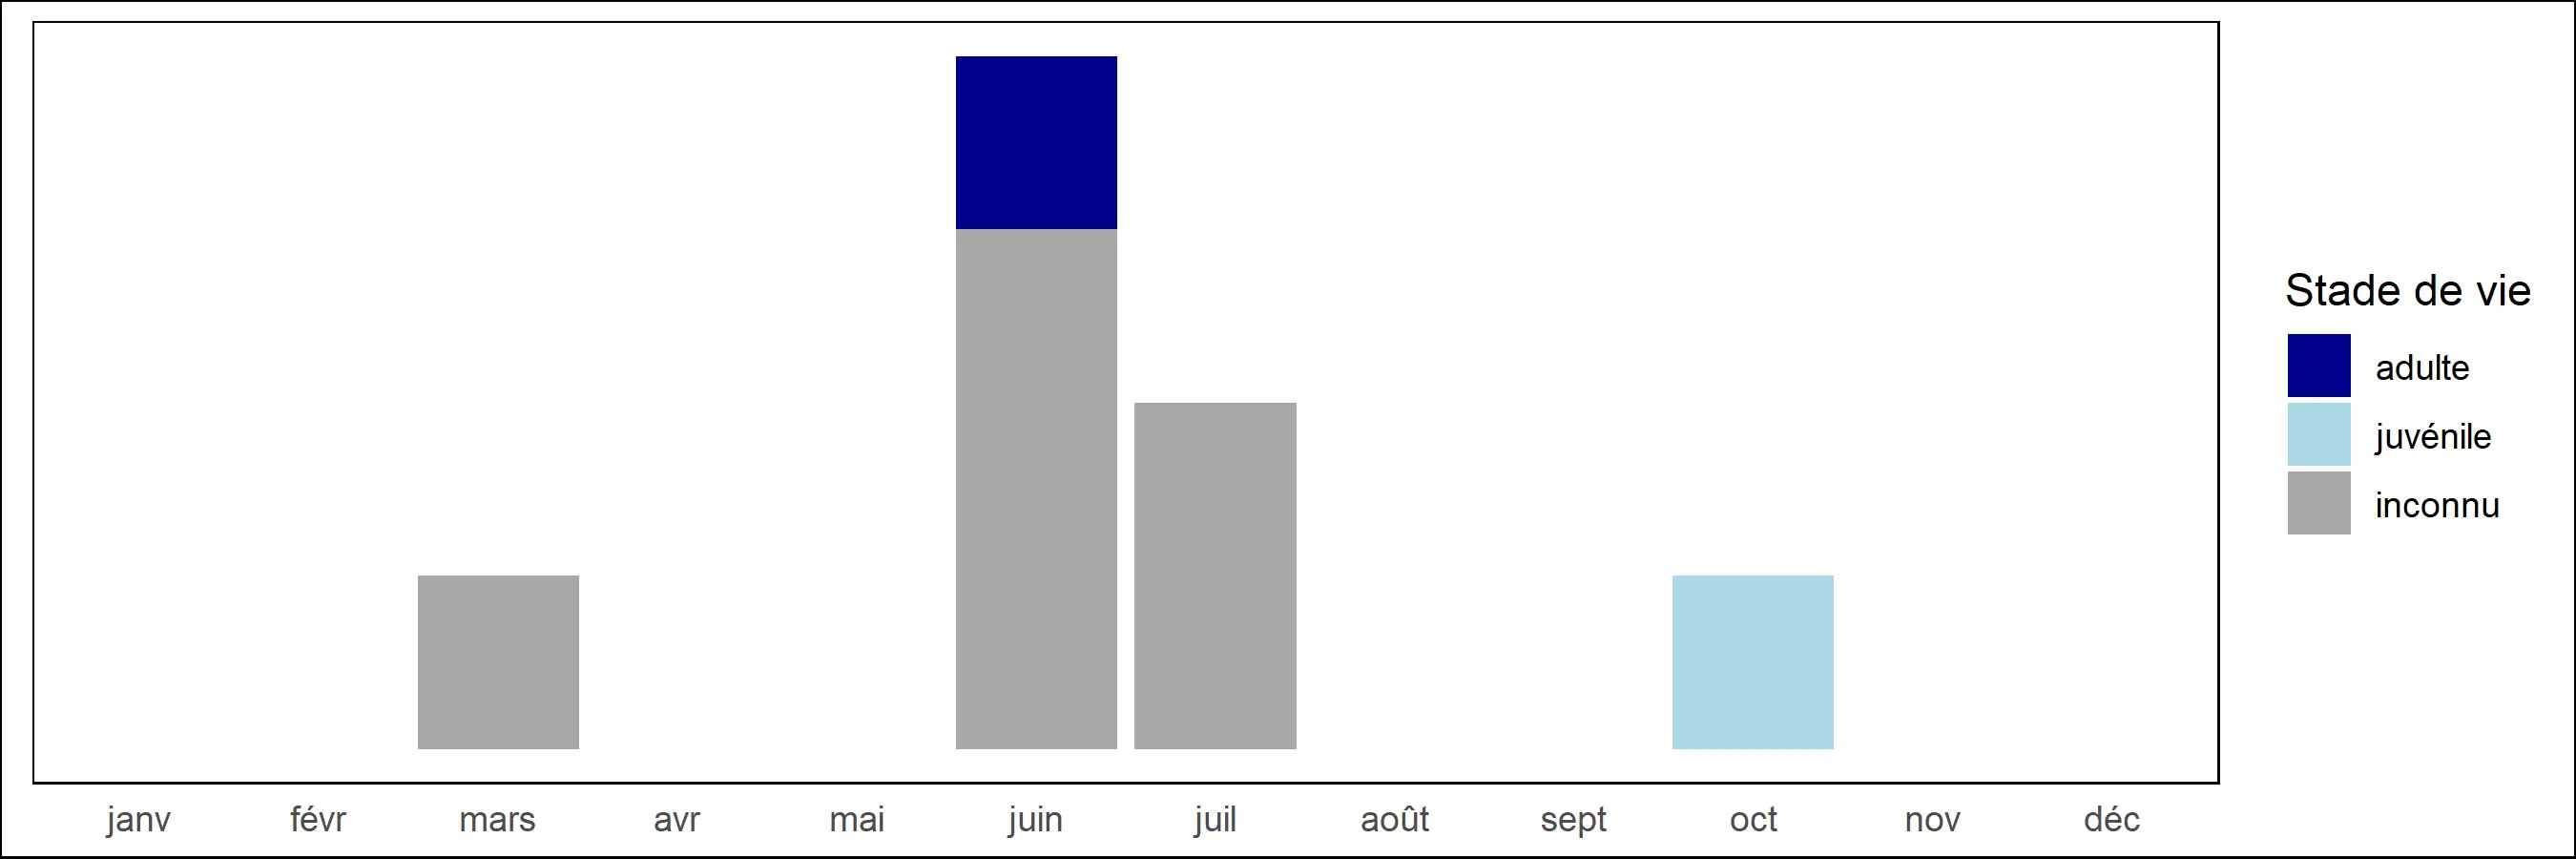 Stade de vie
adulte
juvénile
inconnu
janv févr mars avr mai juin juil août sept oct nov déc